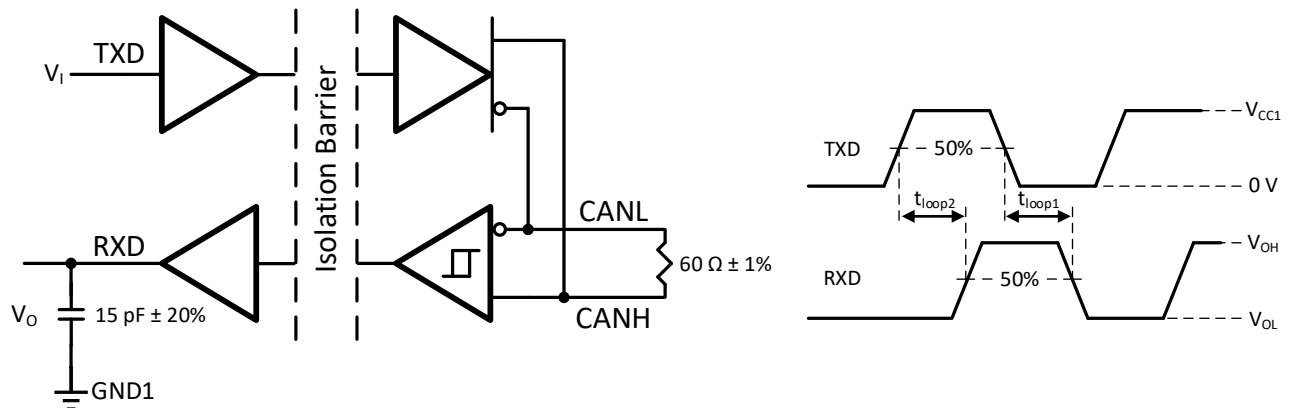 TXD
V_I
Isolation Barrier
RXD
V_O
15 pF ± 20%
GND1
CANL
60 Ω ± 1%
CANH
TXD
50%
V_CC1
0 V
t_loop2
t_loop1
RXD
50%
V_OH
V_OL